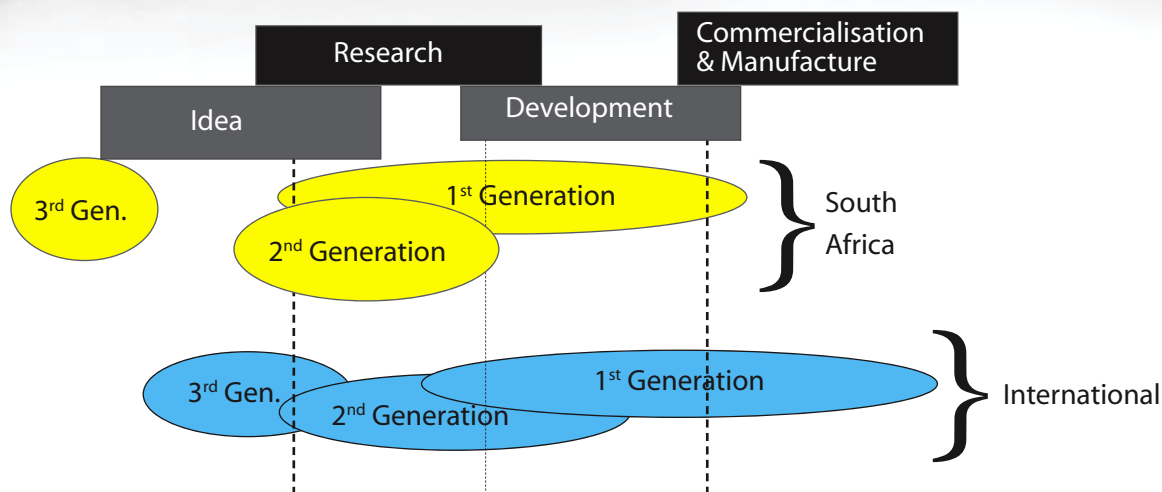 Research
Commercialisation
& Manufacture
Idea
Development
3rd Gen.
1st Generation
2nd Generation
South
Africa
3rd Gen.
1st Generation
2nd Generation
International